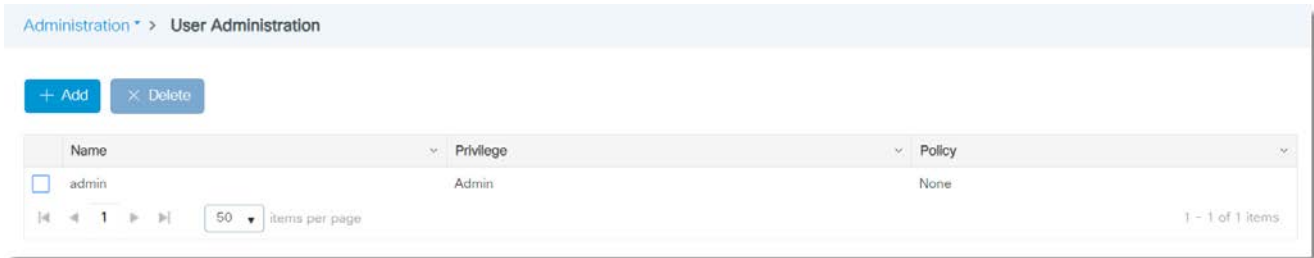 Administration > User Administration
+ Add × Delete
Name Privilege Policy
admin Admin None
1 50 items per page 1 - 1 of 1 items